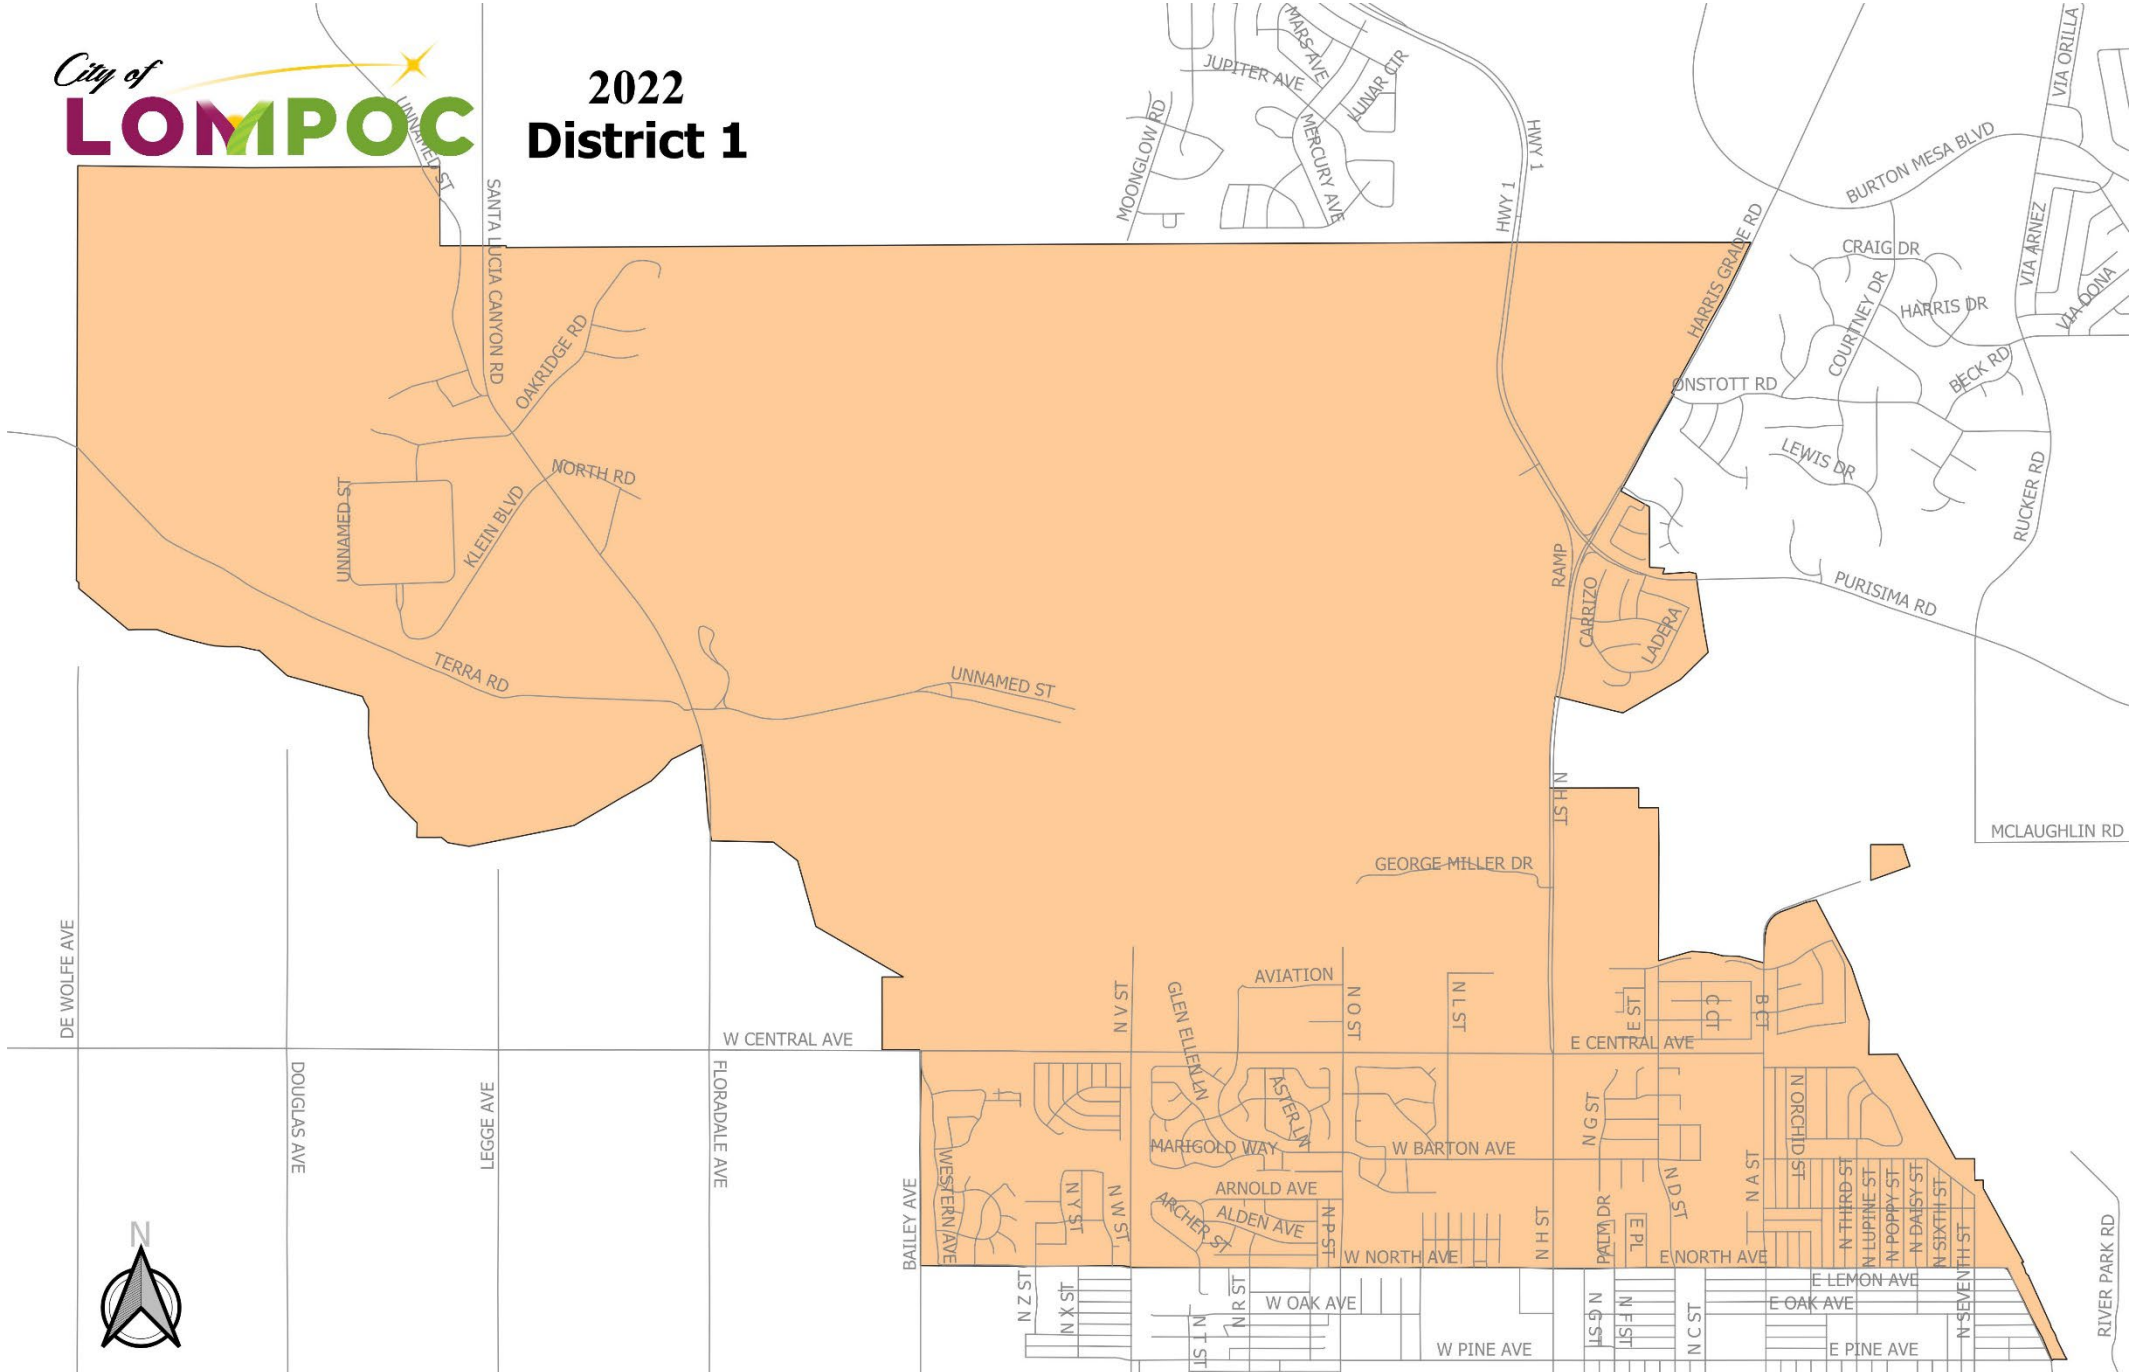 City of
LOMPOC
2022
District 1
UNNAMED ST
SANTA LUCIA CANYON RD
MOONGLOW RD
JUPITER AVE
MARS AVE
LUNAR CIR
MERCURY AVE
HWY 1
HWY 1
HARRIS GRADE RD
BURTON MESA BLVD
VIA ORILLA
VIA ARNEZ
VIA DONA
CRAIG DR
HARRIS DR
COURTNEY DR
BECK RD
ONSTOTT RD
LEWIS DR
RUCKER RD
PURISIMA RD
OAKRIDGE RD
NORTH RD
UNNAMED ST
KLEIN BLVD
TERRA RD
UNNAMED ST
RAMP
CARRIZO
LADERA
N H ST
MCLAUGHLIN RD
GEORGE MILLER DR
DE WOLFE AVE
W CENTRAL AVE
N V ST
GLEN ELLEN LN
AVIATION
N O ST
N L ST
E ST
C CT
B CT
E CENTRAL AVE
DOUGLAS AVE
LEGGE AVE
FLORADALE AVE
BAILEY AVE
WESTERN AVE
N Y ST
N W ST
MARIGOLD WAY
ASTER LN
W BARTON AVE
ARNOLD AVE
ARCHER ST
ALDEN AVE
N P ST
W NORTH AVE
N H ST
N G ST
PALM DR
E PL
N D ST
E NORTH AVE
N A ST
N ORCHID ST
N THIRD ST
N LUPINE ST
N POPPY ST
N DAISY ST
N SIXTH ST
N SEVENTH ST
RIVER PARK RD
N
N Z ST
N X ST
N T ST
N R ST
W OAK AVE
W PINE AVE
N G ST
N F ST
N C ST
E LEMON AVE
E OAK AVE
E PINE AVE